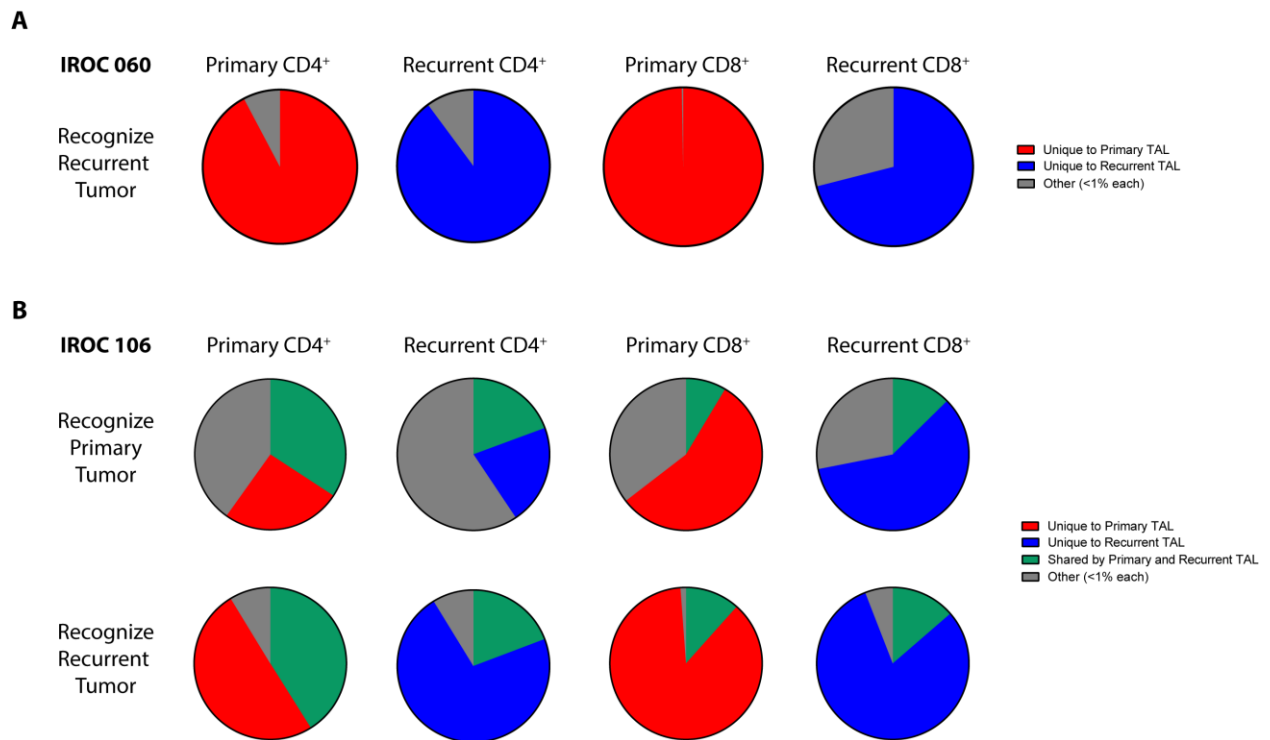 A
IROC 060
Primary CD4⁺
Recurrent CD4⁺
Primary CD8⁺
Recurrent CD8⁺
Recognize
Recurrent
Tumor
Unique to Primary TAL
Unique to Recurrent TAL
Other (<1% each)
B
IROC 106
Primary CD4⁺
Recurrent CD4⁺
Primary CD8⁺
Recurrent CD8⁺
Recognize
Primary
Tumor
Unique to Primary TAL
Unique to Recurrent TAL
Shared by Primary and Recurrent TAL
Other (<1% each)
Recognize
Recurrent
Tumor